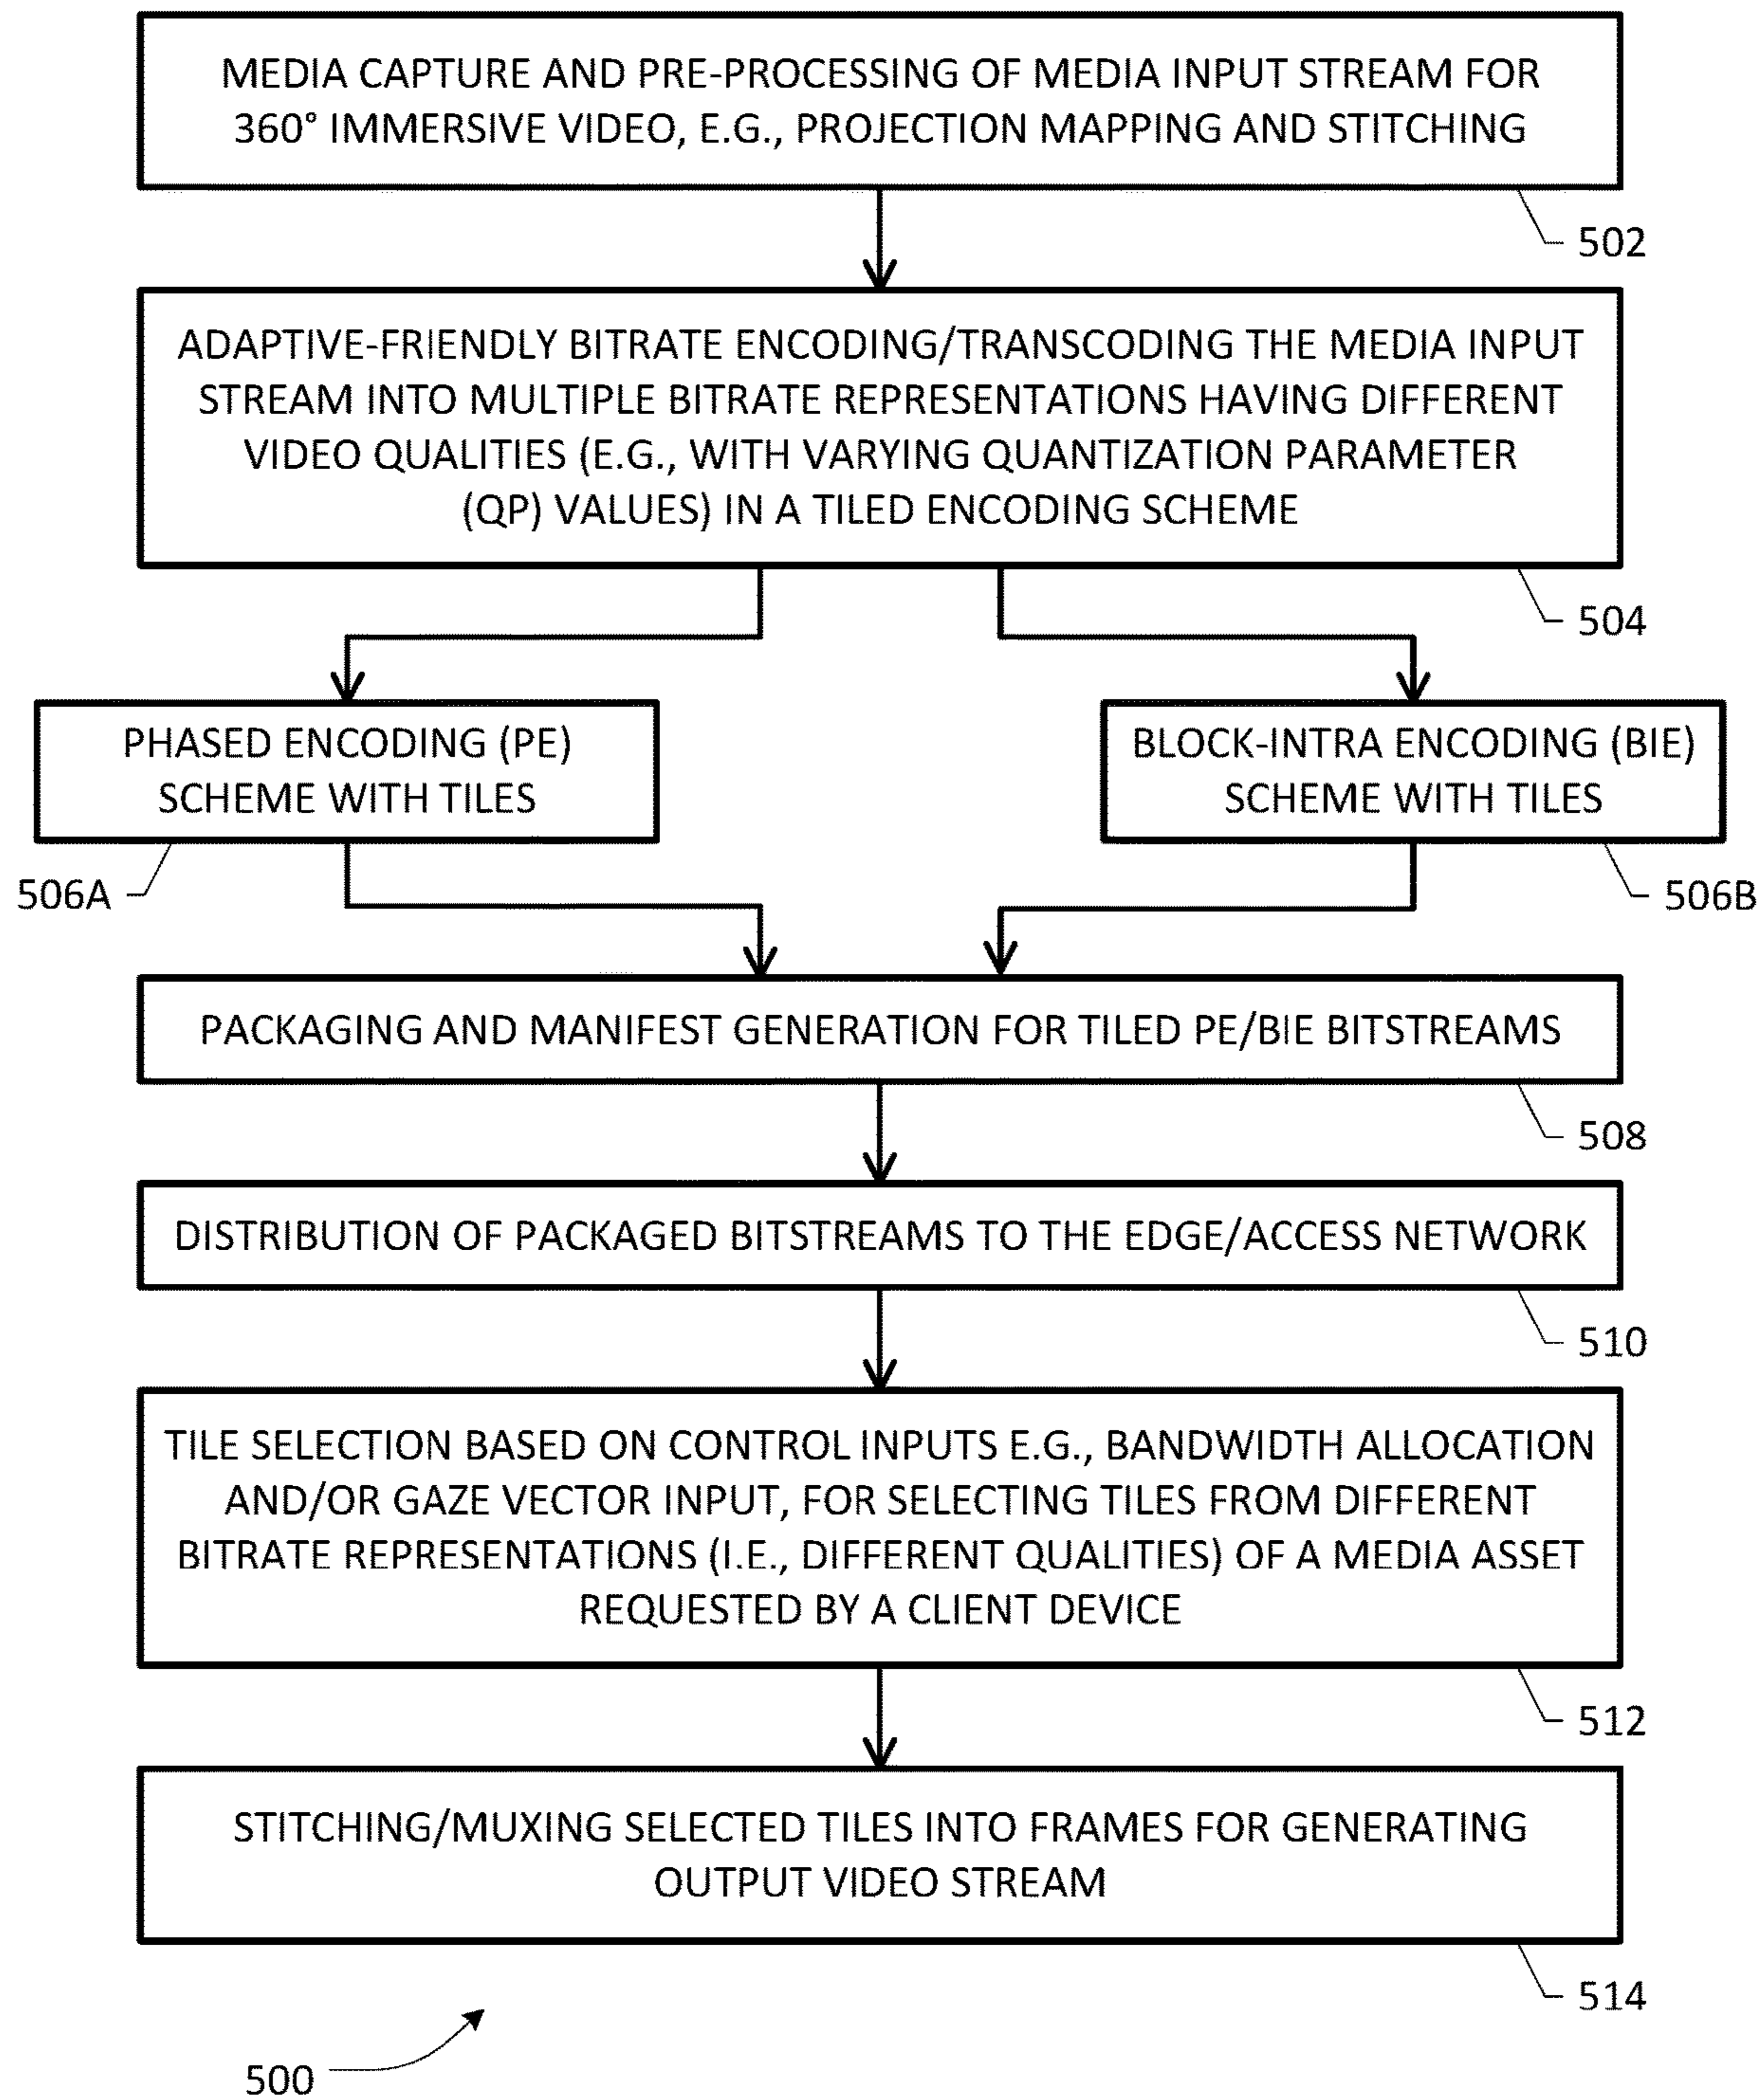 MEDIA CAPTURE AND PRE-PROCESSING OF MEDIA INPUT STREAM FOR
360° IMMERSIVE VIDEO, E.G., PROJECTION MAPPING AND STITCHING
502
ADAPTIVE-FRIENDLY BITRATE ENCODING/TRANSCODING THE MEDIA INPUT
STREAM INTO MULTIPLE BITRATE REPRESENTATIONS HAVING DIFFERENT
VIDEO QUALITIES (E.G., WITH VARYING QUANTIZATION PARAMETER
(QP) VALUES) IN A TILED ENCODING SCHEME
504
PHASED ENCODING (PE)
SCHEME WITH TILES
506A
BLOCK-INTRA ENCODING (BIE)
SCHEME WITH TILES
506B
PACKAGING AND MANIFEST GENERATION FOR TILED PE/BIE BITSTREAMS
508
DISTRIBUTION OF PACKAGED BITSTREAMS TO THE EDGE/ACCESS NETWORK
510
TILE SELECTION BASED ON CONTROL INPUTS E.G., BANDWIDTH ALLOCATION
AND/OR GAZE VECTOR INPUT, FOR SELECTING TILES FROM DIFFERENT
BITRATE REPRESENTATIONS (I.E., DIFFERENT QUALITIES) OF A MEDIA ASSET
REQUESTED BY A CLIENT DEVICE
512
STITCHING/MUXING SELECTED TILES INTO FRAMES FOR GENERATING
OUTPUT VIDEO STREAM
514
500